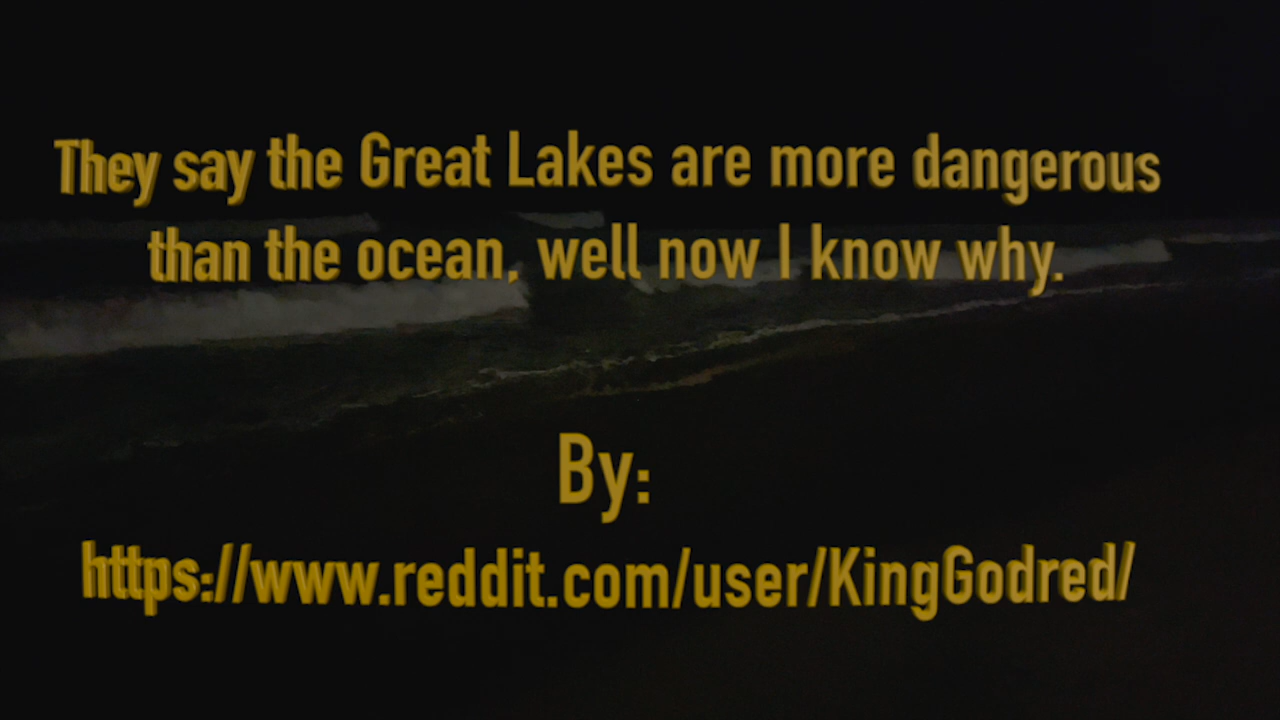 They say the Great Lakes are more dangerous
than the ocean, well now I know why.
By:
https://www.reddit.com/user/KingGodred/